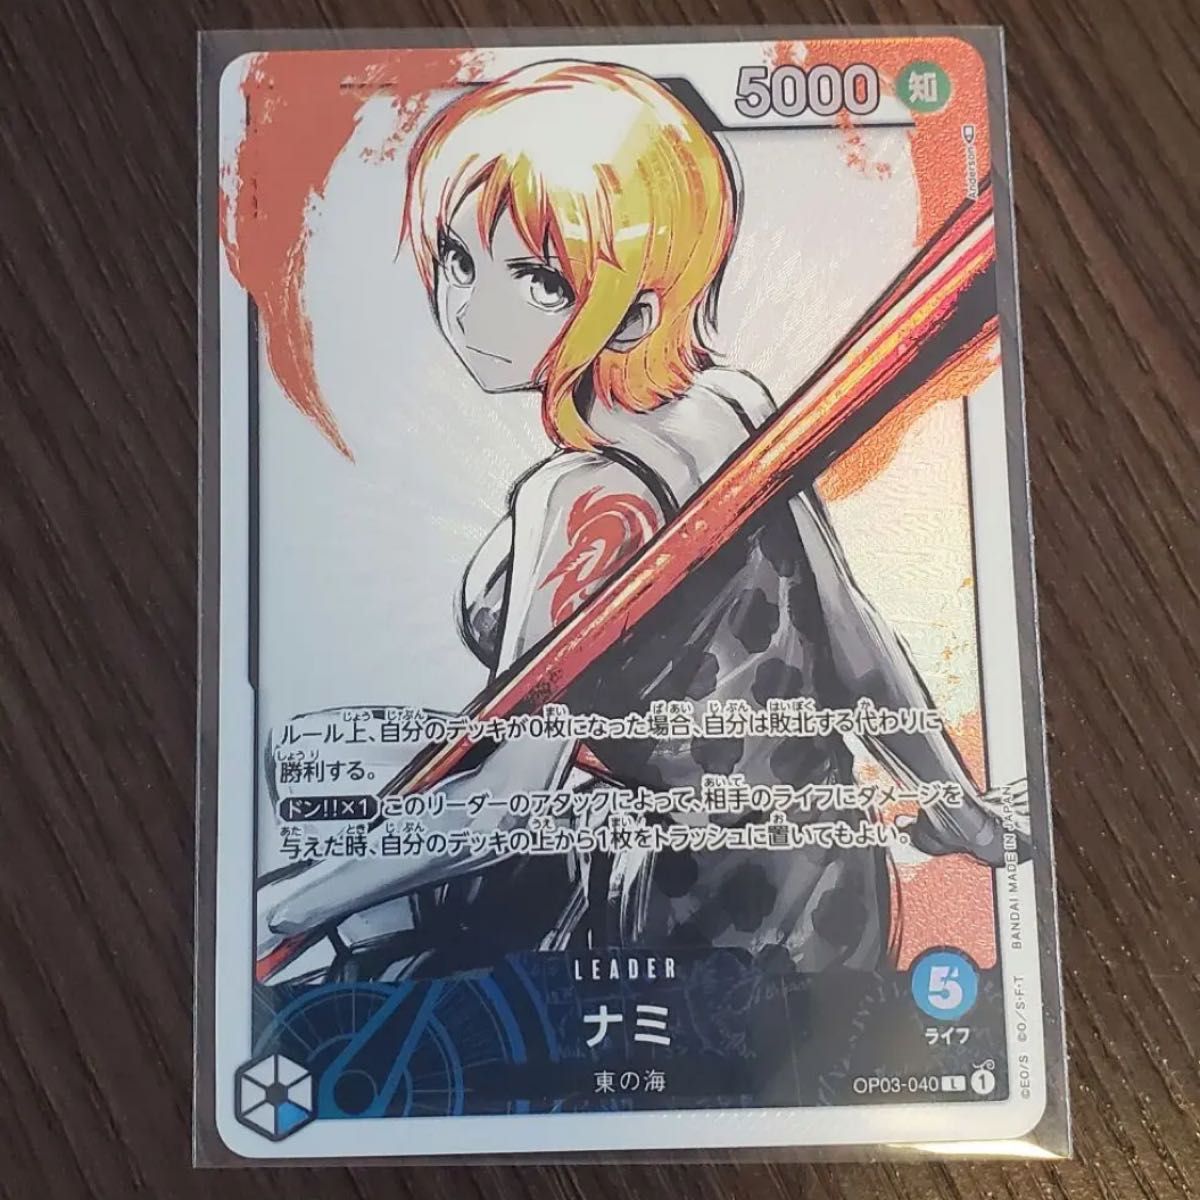 5000 知
Anderson
ルール上、自分のデッキが0枚になった場合、自分は敗北する代わりに
勝利する。
ドン!!×1 このリーダーのアタックによって、相手のライフにダメージを
与えた時、自分のデッキの上から1枚をトラッシュに置いてもよい。
LEADER
ナミ
東の海
5
ライフ
OP03-040 L 1
©E.O/S ©O/S・F・T BANDAI MADE IN JAPAN